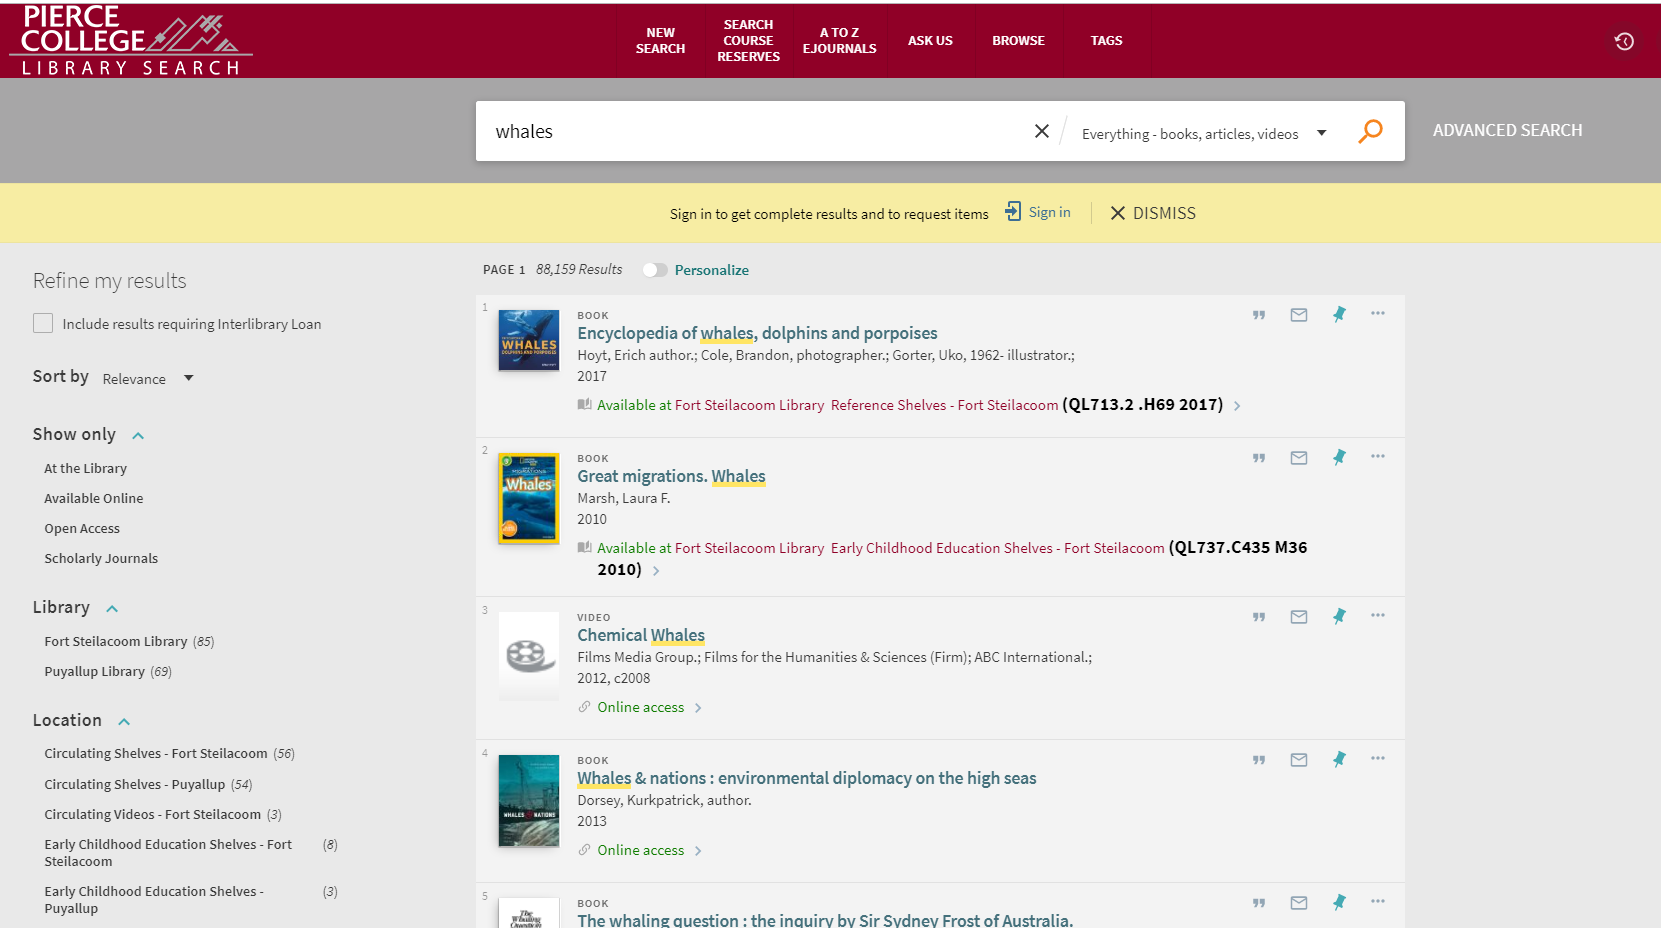 PIERCE
COLLEGE
LIBRARY SEARCH
NEW
SEARCH
SEARCH
COURSE
RESERVES
A TO Z
EJOURNALS
ASK US
BROWSE
TAGS
whales
Everything - books, articles, videos
ADVANCED SEARCH
Sign in to get complete results and to request items
Sign in
DISMISS
Refine my results
Include results requiring Interlibrary Loan
Sort by Relevance
Show only
At the Library
Available Online
Open Access
Scholarly Journals
Library
Fort Steilacoom Library (85)
Puyallup Library (69)
Location
Circulating Shelves - Fort Steilacoom (56)
Circulating Shelves - Puyallup (54)
Circulating Videos - Fort Steilacoom (3)
Early Childhood Education Shelves - Fort (8)
Steilacoom
Early Childhood Education Shelves - (3)
Puyallup
PAGE 1 88,159 Results Personalize
1
WHALES
DOLPHINS AND PORPOISES
BOOK
Encyclopedia of whales, dolphins and porpoises
Hoyt, Erich author.; Cole, Brandon, photographer.; Gorter, Uko, 1962- illustrator.;
2017
Available at Fort Steilacoom Library Reference Shelves - Fort Steilacoom (QL713.2 .H69 2017)
2
MIGRATIONS
Whales
BOOK
Great migrations. Whales
Marsh, Laura F.
2010
Available at Fort Steilacoom Library Early Childhood Education Shelves - Fort Steilacoom (QL737.C435 M36
2010)
3
VIDEO
Chemical Whales
Films Media Group.; Films for the Humanities & Sciences (Firm); ABC International.;
2012, c2008
Online access
4
WHALES & NATIONS
BOOK
Whales & nations : environmental diplomacy on the high seas
Dorsey, Kurkpatrick, author.
2013
Online access
5
The
Whaling
Question
BOOK
The whaling question : the inquiry by Sir Sydney Frost of Australia.